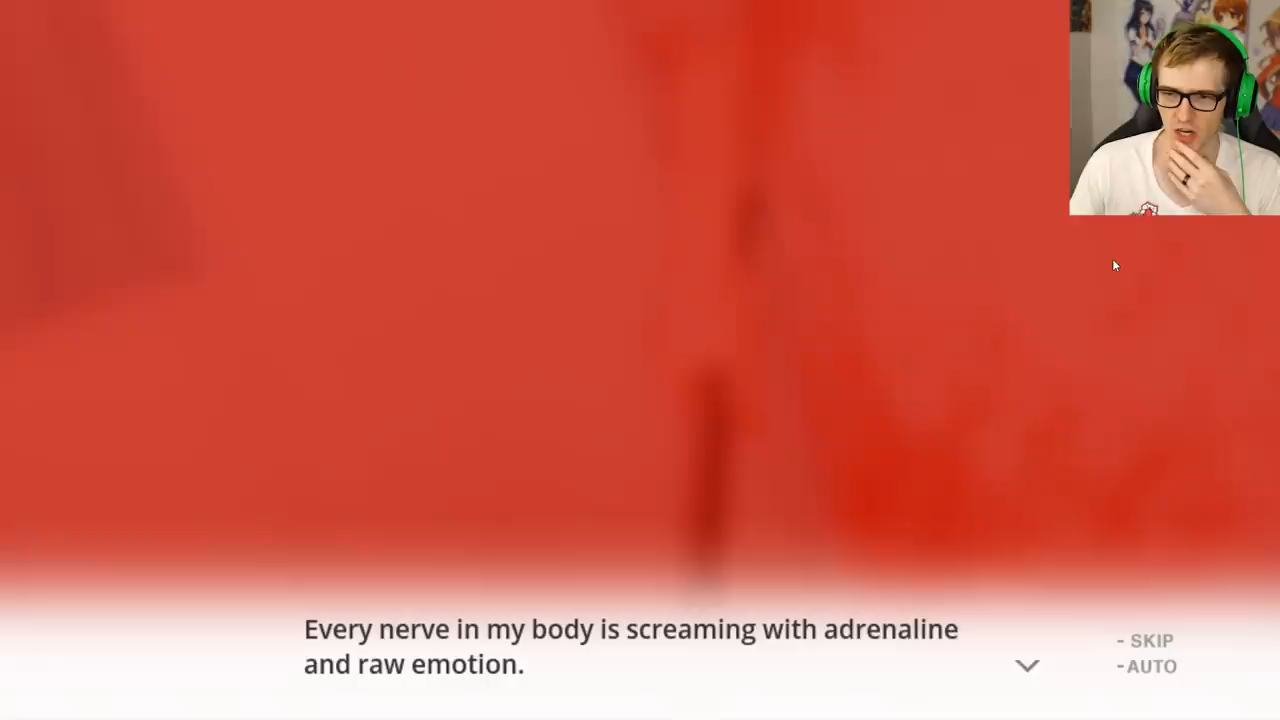 Every nerve in my body is screaming with adrenaline
and raw emotion.
- SKIP
-AUTO